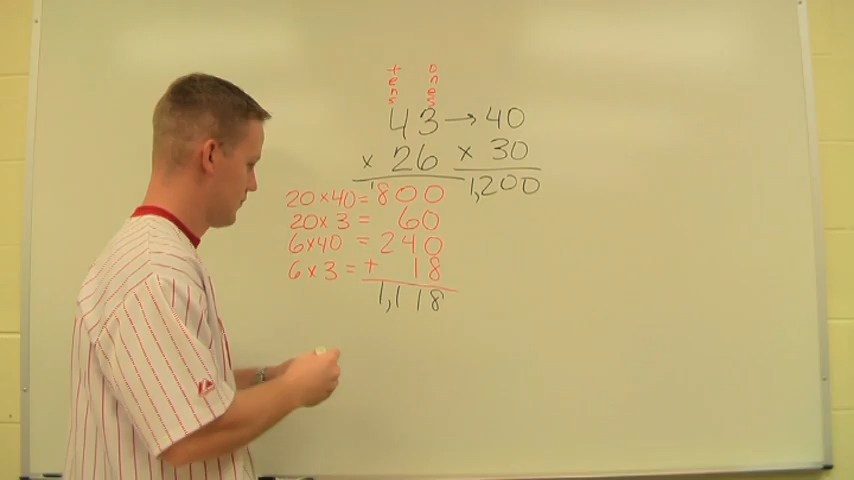 tens ones
43 → 40
x 26 x 30
20 x 40 = 800 1,200
20 x 3 = 60
6 x 40 = 240
6 x 3 = + 18
1,118